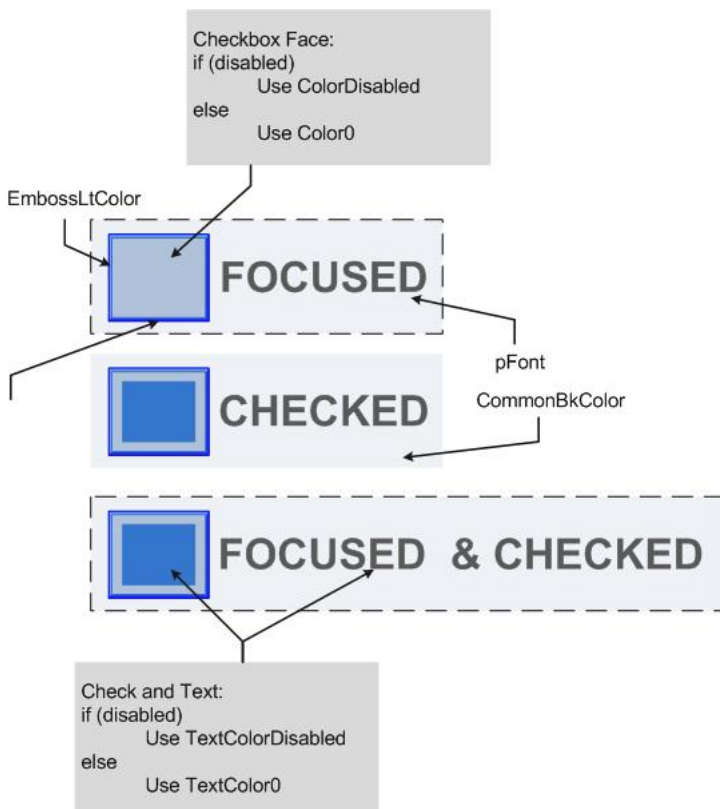 Checkbox Face:
if (disabled)
Use ColorDisabled
else
Use Color0
EmbossLtColor
FOCUSED
pFont
CHECKED
CommonBkColor
FOCUSED & CHECKED
Check and Text:
if (disabled)
Use TextColorDisabled
else
Use TextColor0